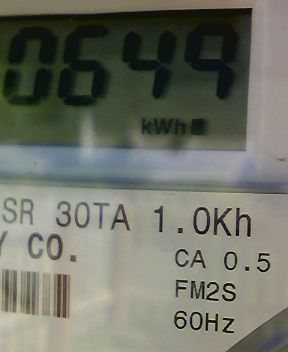 0649
kWh
SR 30TA 1.0Kh
Y CO.
CA 0.5
FM2S
60Hz